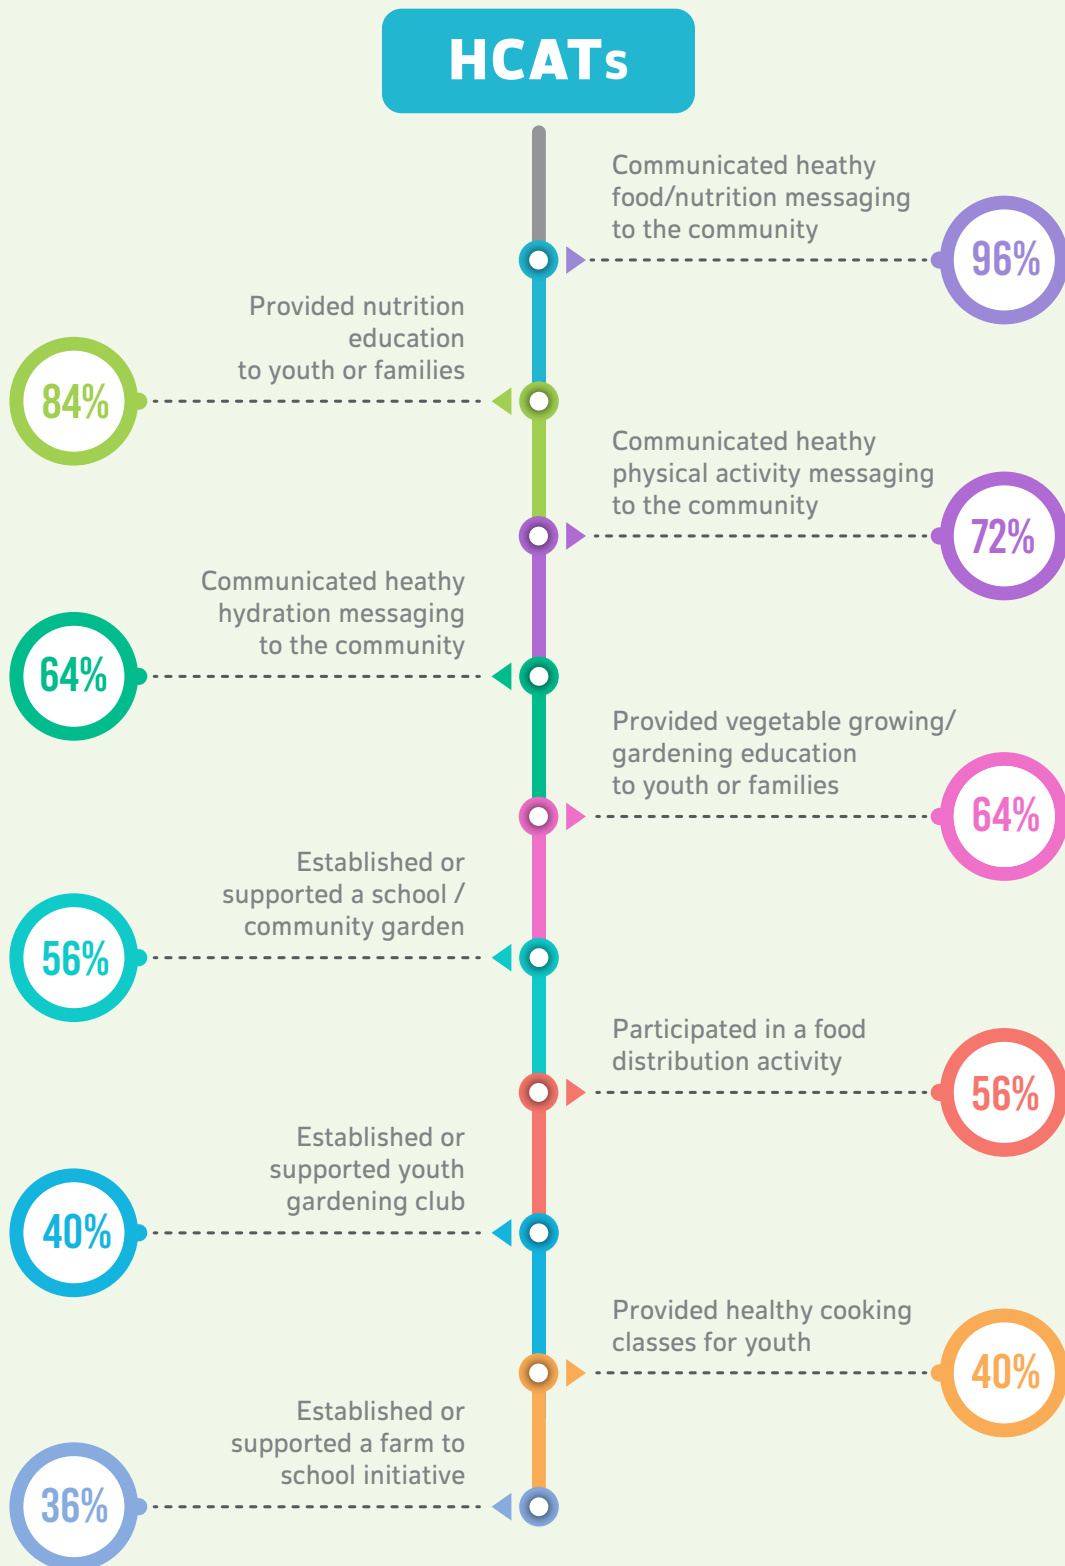 HCATs
Communicated heathy
food/nutrition messaging
to the community
96%
Provided nutrition
education
to youth or families
84%
Communicated heathy
physical activity messaging
to the community
72%
Communicated heathy
hydration messaging
to the community
64%
Provided vegetable growing/
gardening education
to youth or families
64%
Established or
supported a school /
community garden
56%
Participated in a food
distribution activity
56%
Established or
supported youth
gardening club
40%
Provided healthy cooking
classes for youth
40%
Established or
supported a farm to
school initiative
36%